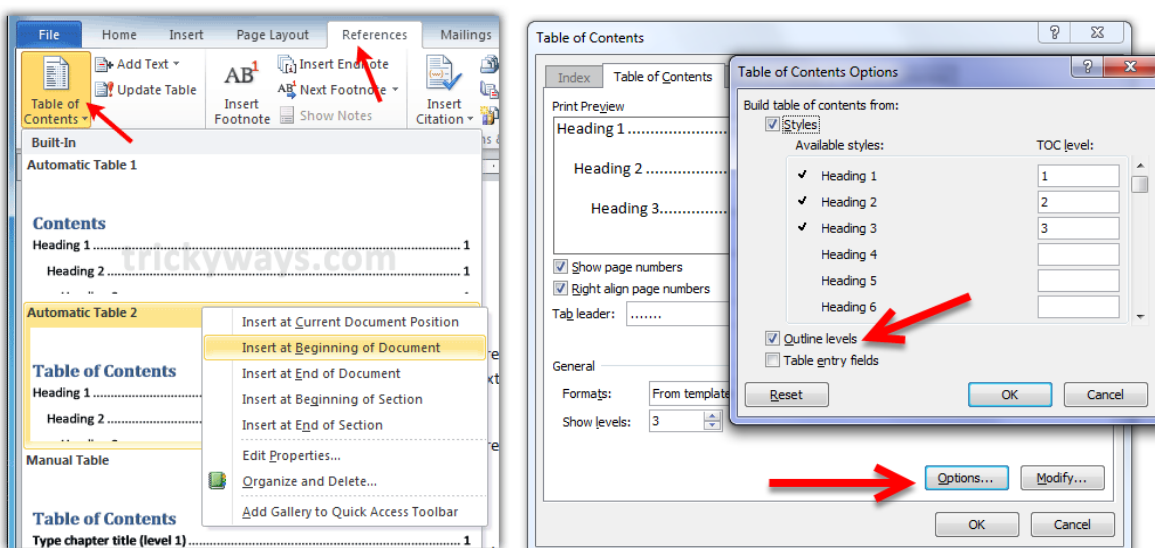 File Home Insert Page Layout References Mailings
Add Text
Update Table
Table of Contents
AB1
Insert Footnote
Insert Endnote
AB1 Next Footnote
Show Notes
Insert Citation
Built-In
Automatic Table 1
Contents
Heading 1 ........ 1
Heading 2 ........ 1
trickyways.com
Automatic Table 2
Table of Contents
Heading 1
Heading 2
Insert at Current Document Position
Insert at Beginning of Document
Insert at End of Document
Insert at Beginning of Section
Insert at End of Section
Edit Properties...
Organize and Delete...
Add Gallery to Quick Access Toolbar
Manual Table
Table of Contents
Type chapter title (level 1) ........ 1
Table of Contents
Index Table of Contents
Print Preview
Heading 1............
Heading 2............
Heading 3............
Show page numbers
Right align page numbers
Tab leader: .......
General
Formats: From template
Show levels: 3
Options... Modify...
OK Cancel
Table of Contents Options
Build table of contents from:
Styles
Available styles: TOC level:
Heading 1 1
Heading 2 2
Heading 3 3
Heading 4
Heading 5
Heading 6
Outline levels
Table entry fields
Reset OK Cancel